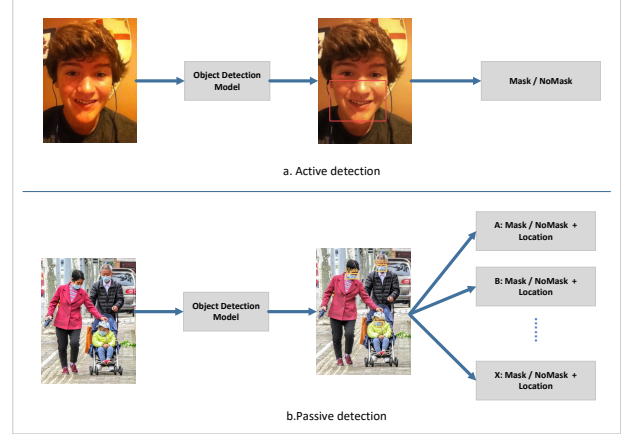 Object Detection
Model
Mask / NoMask
a. Active detection
A: Mask / NoMask +
Location
Object Detection
Model
B: Mask / NoMask +
Location
X: Mask / NoMask +
Location
b.Passive detection